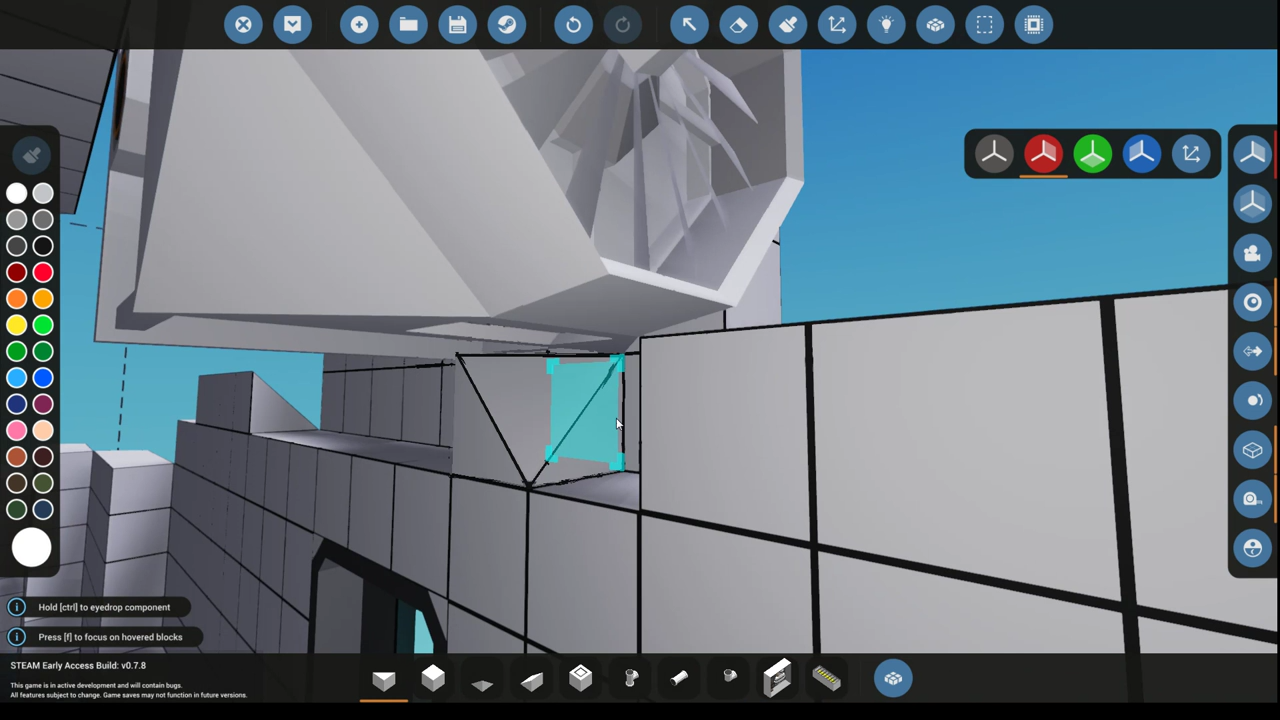 Hold [ctrl] to eyedrop component
Press [f] to focus on hovered blocks
STEAM Early Access Build: v0.7.8
This game is in active development and will contain bugs.
All features subject to change. Game saves may not function in future versions.